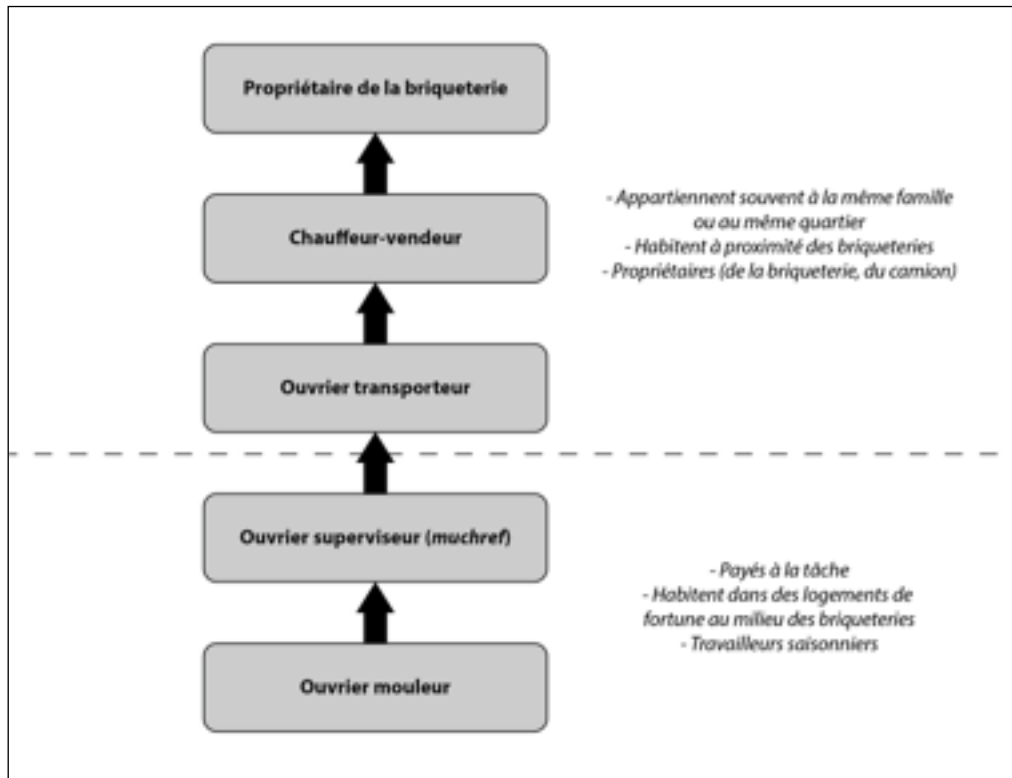 Propriétaire de la briqueterie
Chauffeur-vendeur
- Appartiennent souvent à la même famille
ou au même quartier
- Habitent à proximité des briqueteries
- Propriétaires (de la briqueterie, du camion)
Ouvrier transporteur
Ouvrier superviseur (muchref)
- Payés à la tâche
- Habitent dans des logements de
fortune au milieu des briqueteries
- Travailleurs saisonniers
Ouvrier mouleur